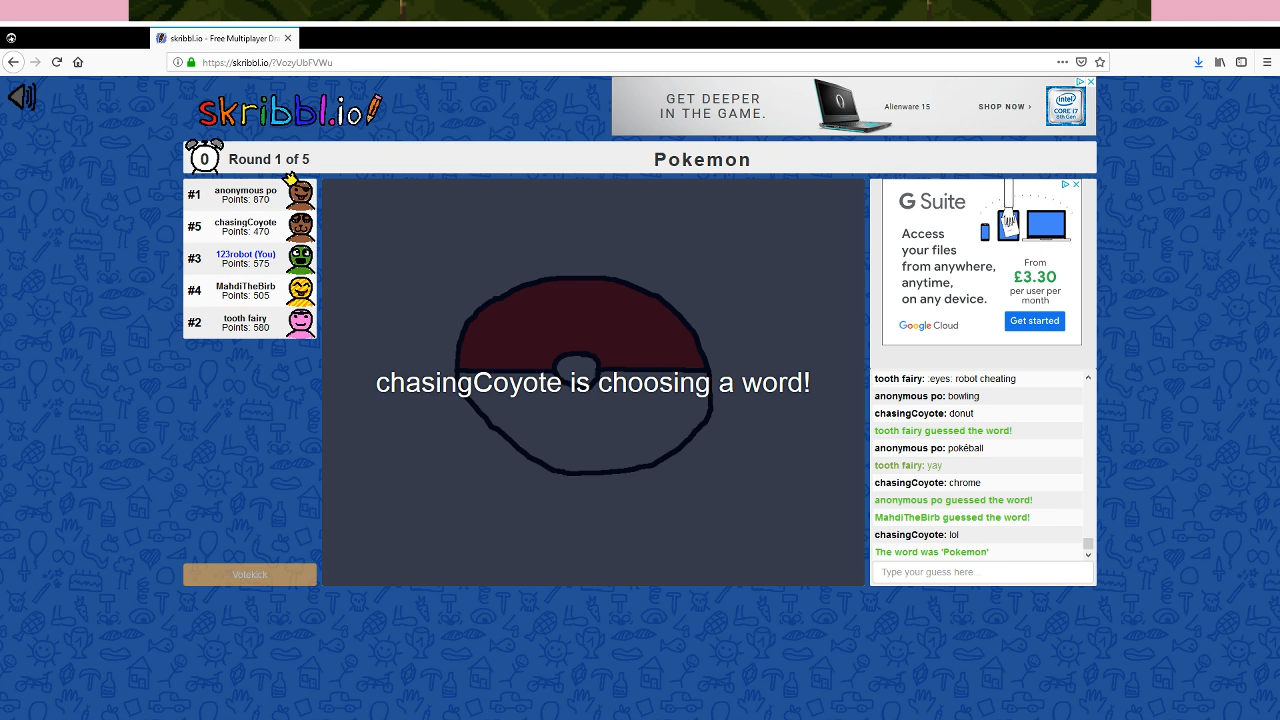 skribbl.io - Free Multiplayer Dra
https://skribbl.io/?VozyUbFVWu
skribbl.io
GET DEEPER
IN THE GAME.
Alienware 15
SHOP NOW ›
intel
CORE i7
8th Gen
0
Round 1 of 5
Pokemon
#1
anonymous po
Points: 870
#5
chasingCoyote
Points: 470
#3
123robot (You)
Points: 575
#4
MahdiTheBirb
Points: 505
#2
tooth fairy
Points: 580
Votekick
chasingCoyote is choosing a word!
G Suite
Access
your files
from anywhere,
anytime,
on any device.
From
£3.30
per user per
month
Google Cloud
Get started
tooth fairy: :eyes: robot cheating
anonymous po: bowling
chasingCoyote: donut
tooth fairy guessed the word!
anonymous po: pokéball
tooth fairy: yay
chasingCoyote: chrome
anonymous po guessed the word!
MahdiTheBirb guessed the word!
chasingCoyote: lol
The word was 'Pokemon'
Type your guess here...